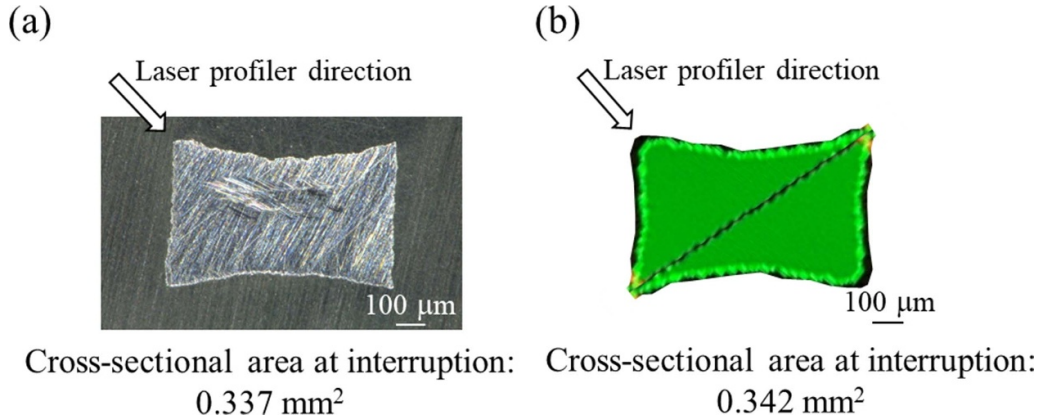 (a)
Laser profiler direction
100 μm
Cross-sectional area at interruption:
0.337 mm²
(b)
Laser profiler direction
100 μm
Cross-sectional area at interruption:
0.342 mm²